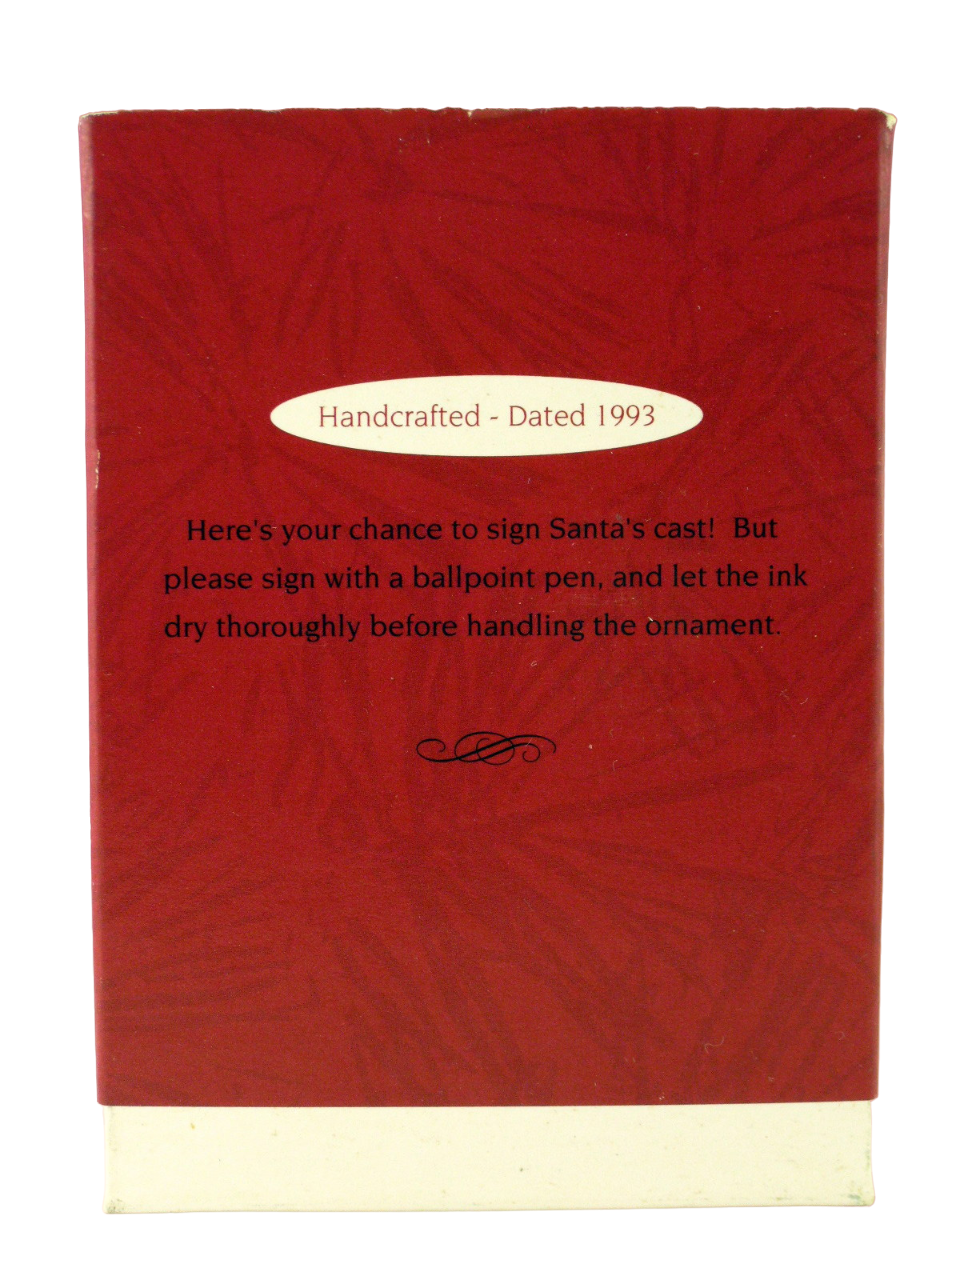 Handcrafted - Dated 1993
Here's your chance to sign Santa's cast!  But
please sign with a ballpoint pen, and let the ink
dry thoroughly before handling the ornament.